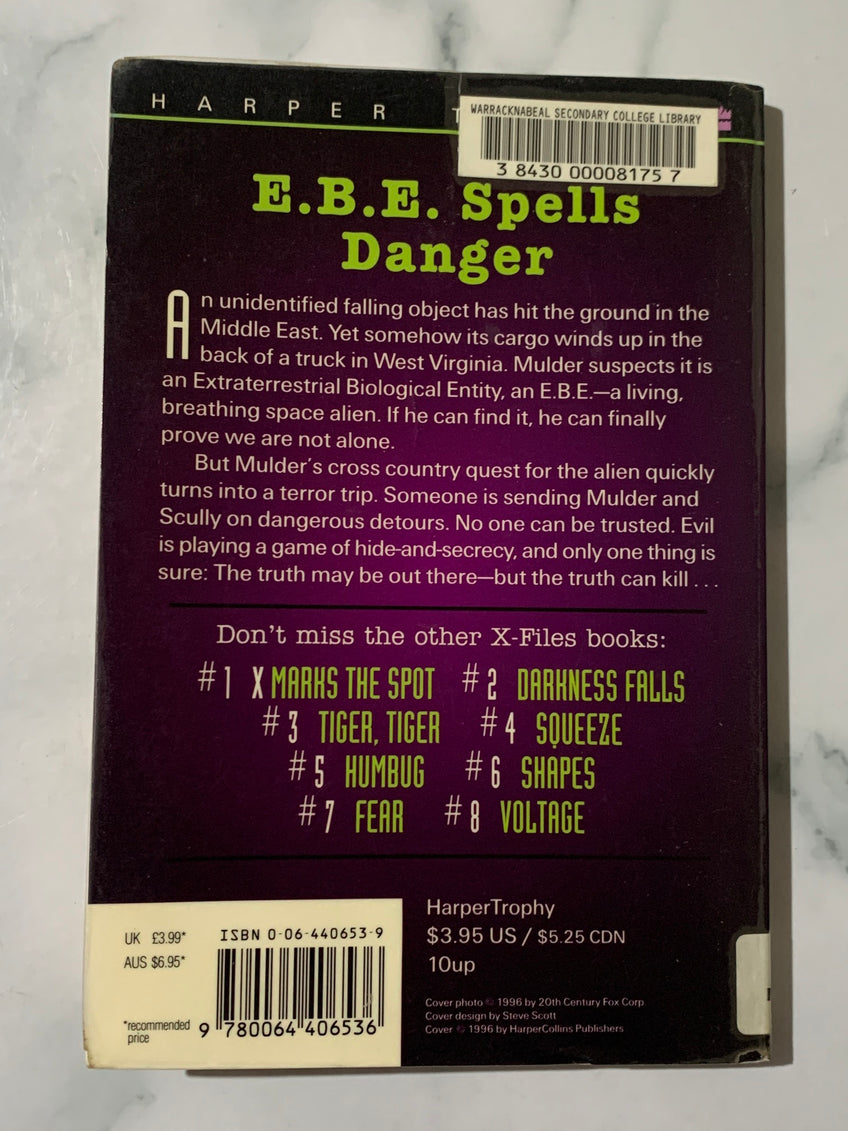 HARPER
WARRACKNABEAL SECONDARY COLLEGE LIBRARY
3 8430 00008175 7
E.B.E. Spells
Danger
An unidentified falling object has hit the ground in the
Middle East. Yet somehow its cargo winds up in the
back of a truck in West Virginia. Mulder suspects it is
an Extraterrestrial Biological Entity, an E.B.E.—a living,
breathing space alien. If he can find it, he can finally
prove we are not alone.
But Mulder's cross country quest for the alien quickly
turns into a terror trip. Someone is sending Mulder and
Scully on dangerous detours. No one can be trusted. Evil
is playing a game of hide-and-secrecy, and only one thing is
sure: The truth may be out there—but the truth can kill . . .
Don't miss the other X-Files books:
#1 X MARKS THE SPOT #2 DARKNESS FALLS
#3 TIGER, TIGER #4 SQUEEZE
#5 HUMBUG #6 SHAPES
#7 FEAR #8 VOLTAGE
UK £3.99*
AUS $6.95*
*recommended
price
ISBN 0-06-440653-9
9 780064 406536
HarperTrophy
$3.95 US / $5.25 CDN
10up
Cover photo © 1996 by 20th Century Fox Corp
Cover design by Steve Scott
Cover © 1996 by HarperCollins Publishers